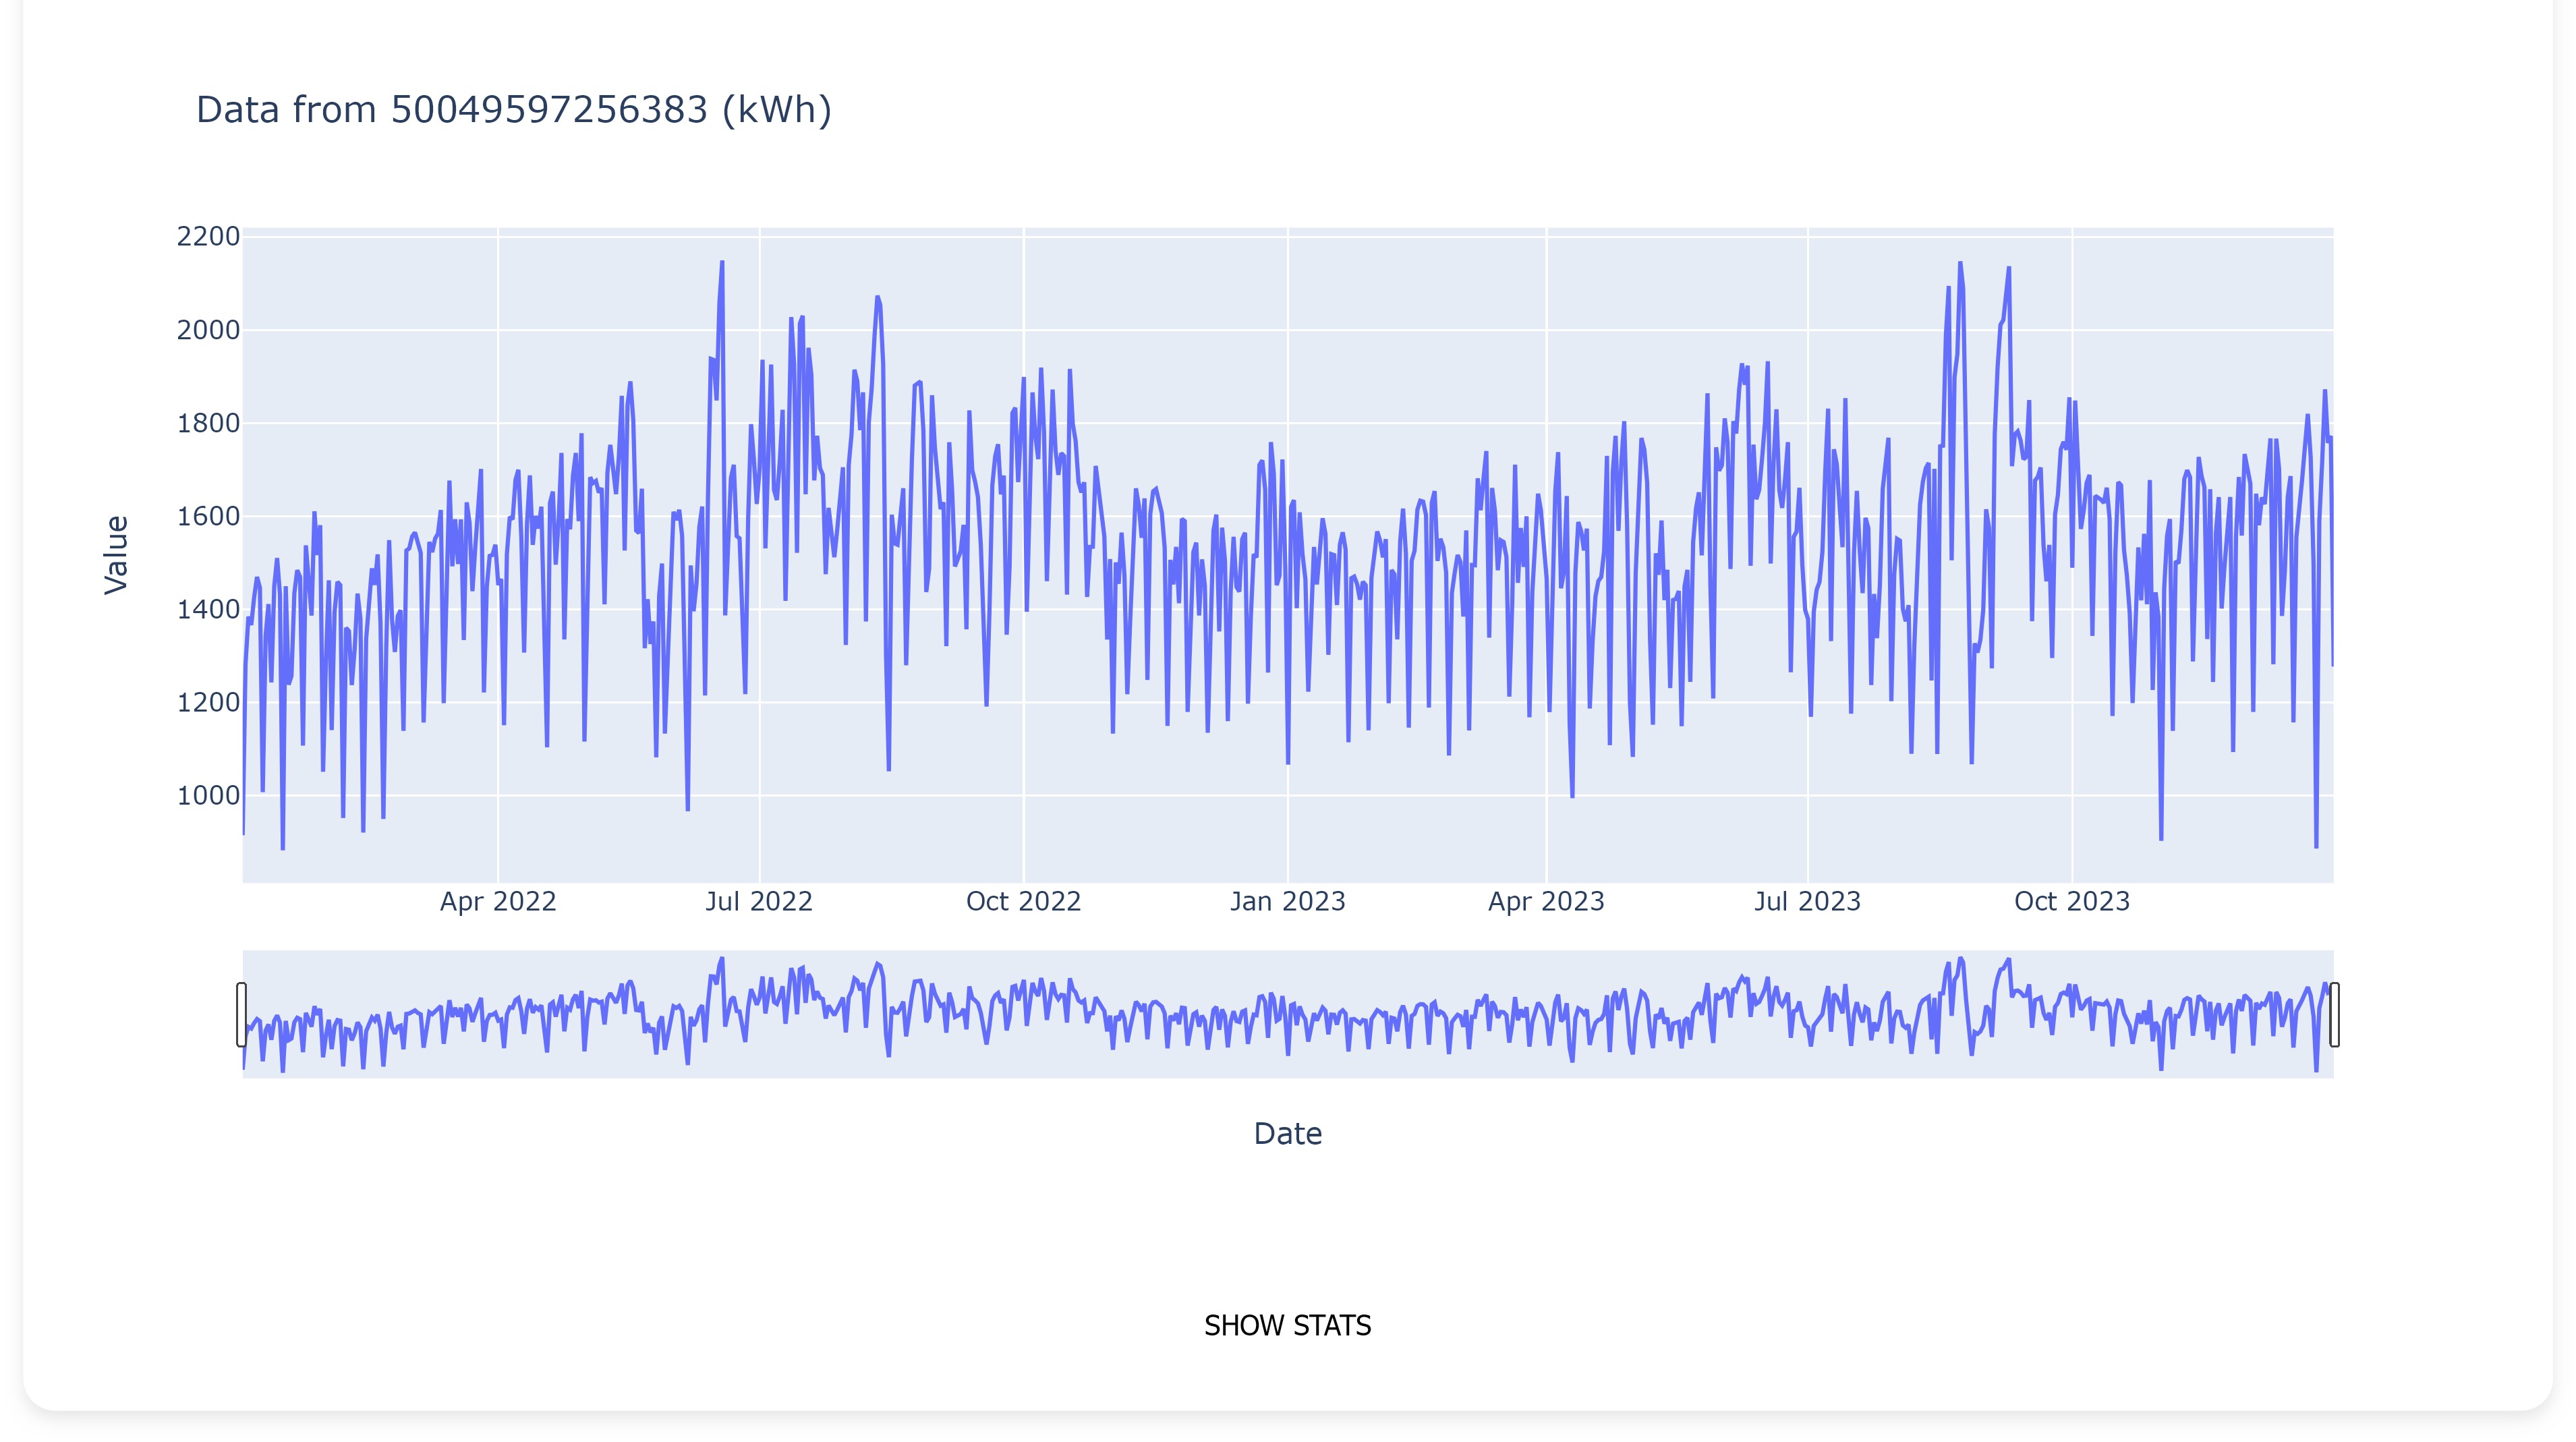 Data from 50049597256383 (kWh)
2200
2000
1800
1600
1400
1200
1000
Value
Apr 2022
Jul 2022
Oct 2022
Jan 2023
Apr 2023
Jul 2023
Oct 2023
Date
SHOW STATS